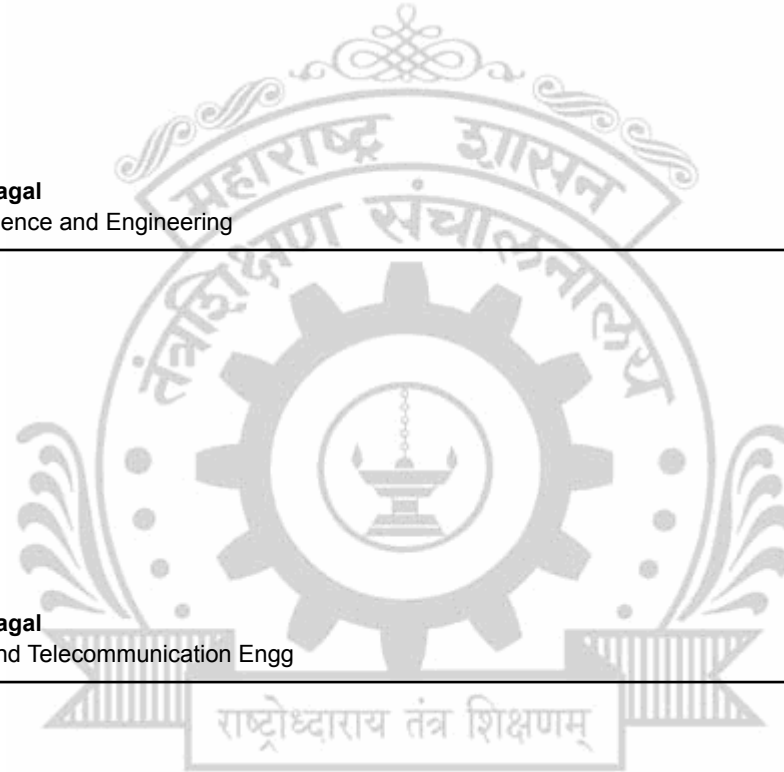 महाराष्ट्र शासन
तंत्रशिक्षण संचालनालय
agal
ence and Engineering
agal
nd Telecommunication Engg
राष्ट्रोध्दाराय तंत्र शिक्षणम्